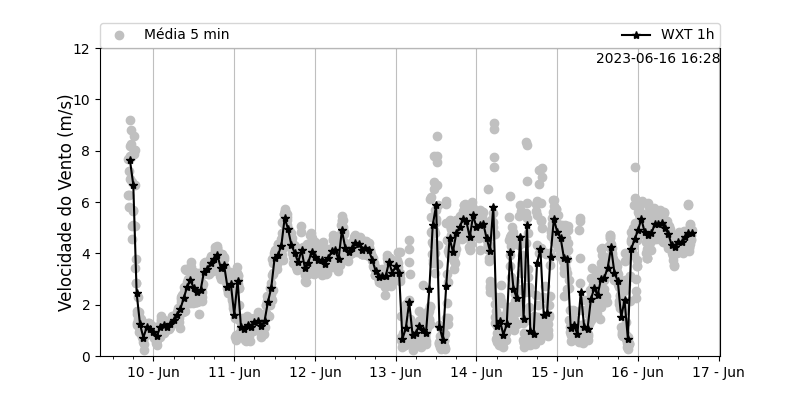 Média 5 min
WXT 1h
2023-06-16 16:28
Velocidade do Vento (m/s)
12
10
8
6
4
2
0
10 - Jun
11 - Jun
12 - Jun
13 - Jun
14 - Jun
15 - Jun
16 - Jun
17 - Jun